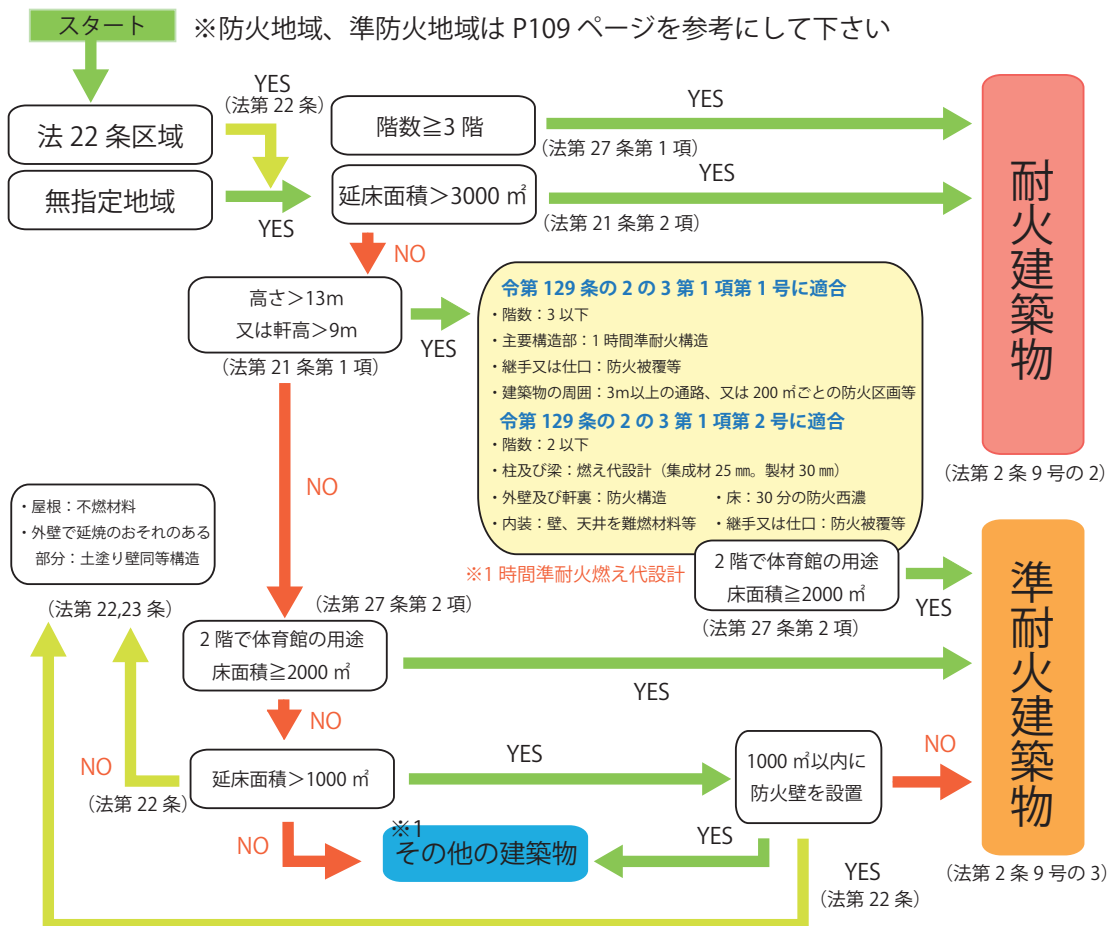 スタート
※防火地域、準防火地域は P109 ページを参考にして下さい
YES
(法第 22 条)
法 22 条区域
無指定地域
YES
階数≧3 階
YES
(法第 27 条第 1 項)
延床面積＞3000 ㎡
YES
(法第 21 条第 2 項)
NO
耐火建築物
(法第 2 条 9 号の 2)
高さ＞13m
又は軒高＞9m
(法第 21 条第 1 項)
YES
令第 129 条の 2 の 3 第 1 項第 1 号に適合
・階数：3 以下
・主要構造部：1 時間準耐火構造
・継手又は仕口：防火被覆等
・建築物の周囲：3m以上の通路、又は 200 ㎡ごとの防火区画等
令第 129 条の 2 の 3 第 1 項第 2 号に適合
・階数：2 以下
・柱及び梁：燃え代設計（集成材 25 ㎜。製材 30 ㎜）
・外壁及び軒裏：防火構造　・床：30 分の防火西濃
・内装：壁、天井を難燃材料等　・継手又は仕口：防火被覆等
NO
・屋根：不燃材料
・外壁で延焼のおそれのある
部分：土塗り壁同等構造
(法第 22,23 条)
※1 時間準耐火燃え代設計
2 階で体育館の用途
床面積≧2000 ㎡
(法第 27 条第 2 項)
YES
準耐火建築物
(法第 2 条 9 号の 3)
(法第 27 条第 2 項)
2 階で体育館の用途
床面積≧2000 ㎡
YES
NO
延床面積＞1000 ㎡
YES
NO
(法第 22 条)
1000 ㎡以内に
防火壁を設置
NO
NO
※1
その他の建築物
YES
YES
(法第 22 条)